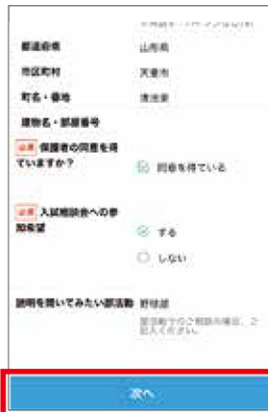 都道府県 山形県
市区町村 天童市
町名・番地
建物名・部屋番号
必須 保護者の同意を得
ていますか？
同意を得ている
必須 入試相談会への参
加希望
する
しない
説明を聞いてみたい部活動 野球部
次へ